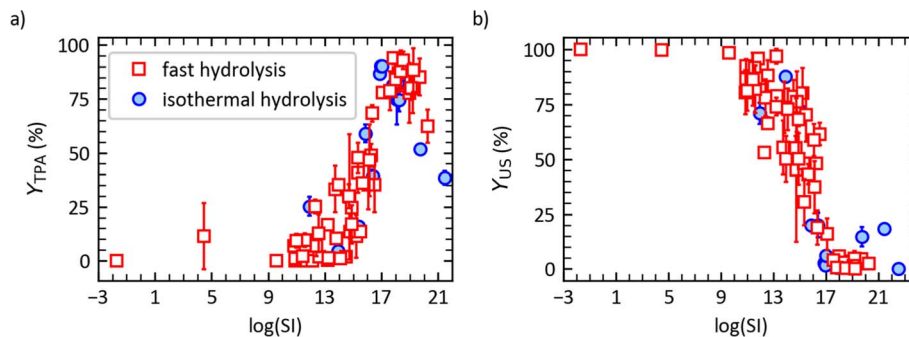 a)
100
75
50
25
0
Y_TPA (%)
fast hydrolysis
isothermal hydrolysis
−3 1 5 9 13 17 21
log(SI)
b)
100
75
50
25
0
Y_US (%)
−3 1 5 9 13 17 21
log(SI)